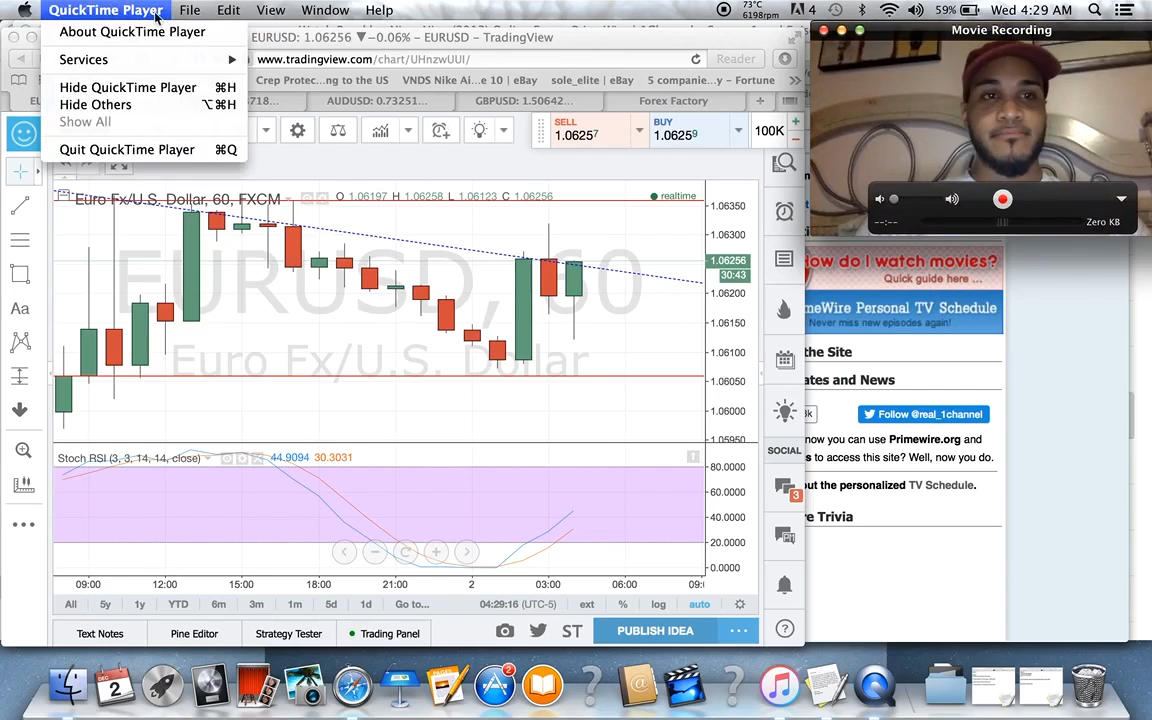 QuickTime Player File Edit View Window Help
73°C 6198rpm 4 59% Wed 4:29 AM
About QuickTime Player
Services
Hide QuickTime Player ⌘H
Hide Others ⌥⌘H
Show All
Quit QuickTime Player ⌘Q
EURUSD: 1.06256 ▼−0.06% − EURUSD − TradingView
www.tradingview.com/chart/UHnzwUUI/
Reader
Crep Protec...ng to the US VNDS Nike Ai...e 10 | eBay sole_elite | eBay 5 companie...y – Fortune
718... AUDUSD: 0.73251... GBPUSD: 1.50642... Forex Factory
SELL
1.06257
BUY
1.06259
100K
Euro Fx/U.S. Dollar, 60, FXCM
O 1.06197 H 1.06258 L 1.06123 C 1.06256
realtime
EURUSD, 60
Euro Fx/U.S. Dollar
1.06350
1.06300
1.06256
30:43
1.06200
1.06150
1.06100
1.06050
1.06000
1.05950
Stoch RSI (3, 3, 14, 14, close) 44.9094 30.3031
80.0000
60.0000
40.0000
20.0000
0.0000
09:00 12:00 15:00 18:00 21:00 2 03:00 06:00 09:(
All 5y 1y YTD 6m 3m 1m 5d 1d Go to... 04:29:16 (UTC-5) ext % log auto
Text Notes Pine Editor Strategy Tester Trading Panel ST PUBLISH IDEA
Aa
SOCIAL
3
Movie Recording
--:--
Zero KB
How do I watch movies?
Quick guide here ...
meWire Personal TV Schedule
Never miss new episodes again!
the Site
ates and News
Follow @real_1channel
now you can use Primewire.org and
s to access this site? Well, now you do.
out the personalized TV Schedule.
re Trivia
DEC
2
PAGES
2